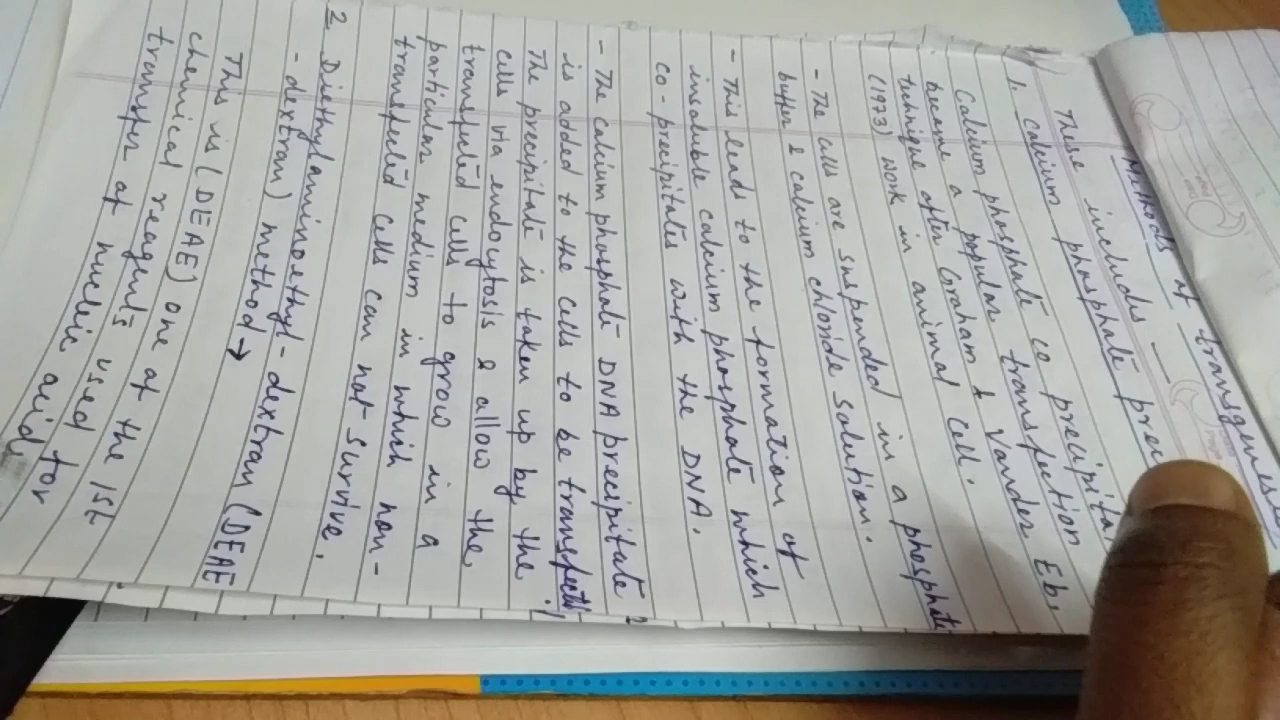 Methods of transgenesis
These includes —
1. Calcium phosphate preci
Calcium phosphate co precipita
became a popular transfection
technique after Graham & Vander Eb,
(1973) work in animal cell.
- The cells are suspended in a phosphate
buffer & calcium chloride solution.
- This leads to the formation of
insoluble calcium phosphate which
co-precipitates with the DNA.
- The calcium phosphate DNA precipitate
is added to the cells to be transfected
The precipitate is taken up by the
cells via endocytosis & allow the
transfected cells to grow in a
particular medium in which non-
transfected cells can not survive.
2. Diethylaminoethyl-dextran (DEAE
- dextran) method →
This is (DEAE) one of the 1st
chemical reagents used for
transfer of nucleic acid